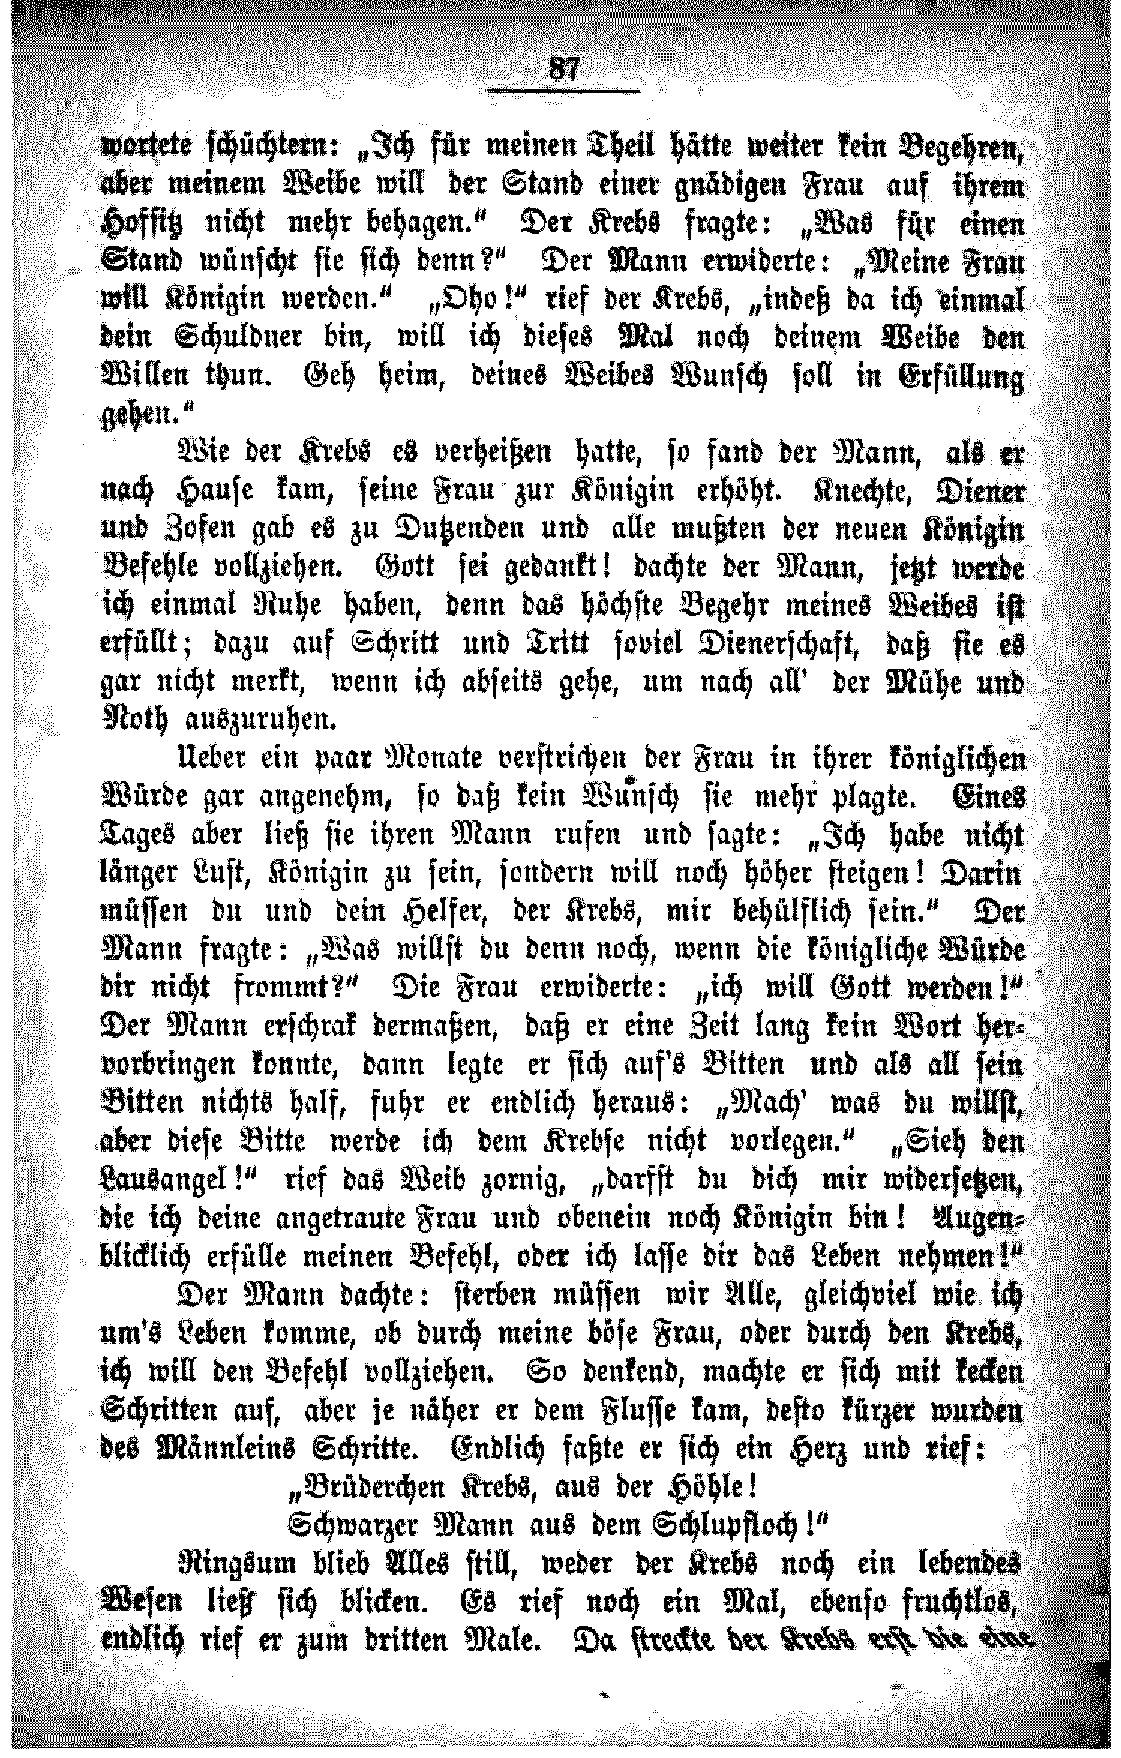 87
wortete schüchtern: „Ich für meinen Theil hätte weiter kein Begehren,
aber meinem Weibe will der Stand einer gnädigen Frau auf ihrem
Hofsitz nicht mehr behagen.“ Der Krebs fragte: „Was für einen
Stand wünscht sie sich denn?“ Der Mann erwiderte: „Meine Frau
will Königin werden.“ „Oho!“ rief der Krebs, „indeß da ich einmal
dein Schuldner bin, will ich dieses Mal noch deinem Weibe den
Willen thun. Geh heim, deines Weibes Wunsch soll in Erfüllung
gehen.“
Wie der Krebs es verheißen hatte, so fand der Mann, als er
nach Hause kam, seine Frau zur Königin erhöht. Knechte, Diener
und Zofen gab es zu Dutzenden und alle mußten der neuen Königin
Befehle vollziehen. Gott sei gedankt! dachte der Mann, jetzt werde
ich einmal Ruhe haben, denn das höchste Begehr meines Weibes ist
erfüllt; dazu auf Schritt und Tritt soviel Dienerschaft, daß sie es
gar nicht merkt, wenn ich abseits gehe, um nach all' der Mühe und
Noth auszuruhen.
Ueber ein paar Monate verstrichen der Frau in ihrer königlichen
Würde gar angenehm, so daß kein Wunsch sie mehr plagte. Eines
Tages aber ließ sie ihren Mann rufen und sagte: „Ich habe nicht
länger Lust, Königin zu sein, sondern will noch höher steigen! Darin
müssen du und dein Helfer, der Krebs, mir behülflich sein.“ Der
Mann fragte: „Was willst du denn noch, wenn die königliche Würde
dir nicht frommt?“ Die Frau erwiderte: „ich will Gott werden!“
Der Mann erschrak dermaßen, daß er eine Zeit lang kein Wort her-
vorbringen konnte, dann legte er sich auf's Bitten und als all sein
Bitten nichts half, fuhr er endlich heraus: „Mach' was du willst,
aber diese Bitte werde ich dem Krebse nicht vorlegen.“ „Sieh den
Lausangel!“ rief das Weib zornig, „darfst du dich mir widersetzen,
die ich deine angetraute Frau und obenein noch Königin bin! Augen-
blicklich erfülle meinen Befehl, oder ich lasse dir das Leben nehmen!“
Der Mann dachte: sterben müssen wir Alle, gleichviel wie ich
um's Leben komme, ob durch meine böse Frau, oder durch den Krebs,
ich will den Befehl vollziehen. So denkend, machte er sich mit kecken
Schritten auf, aber je näher er dem Flusse kam, desto kürzer wurden
des Männleins Schritte. Endlich faßte er sich ein Herz und rief:
„Brüderchen Krebs, aus der Höhle!
Schwarzer Mann aus dem Schlupfloch!“
Ringsum blieb Alles still, weder der Krebs noch ein lebendes
Wesen ließ sich blicken. Es rief noch ein Mal, ebenso fruchtlos,
endlich rief er zum dritten Male. Da streckte der Krebs erst die eine